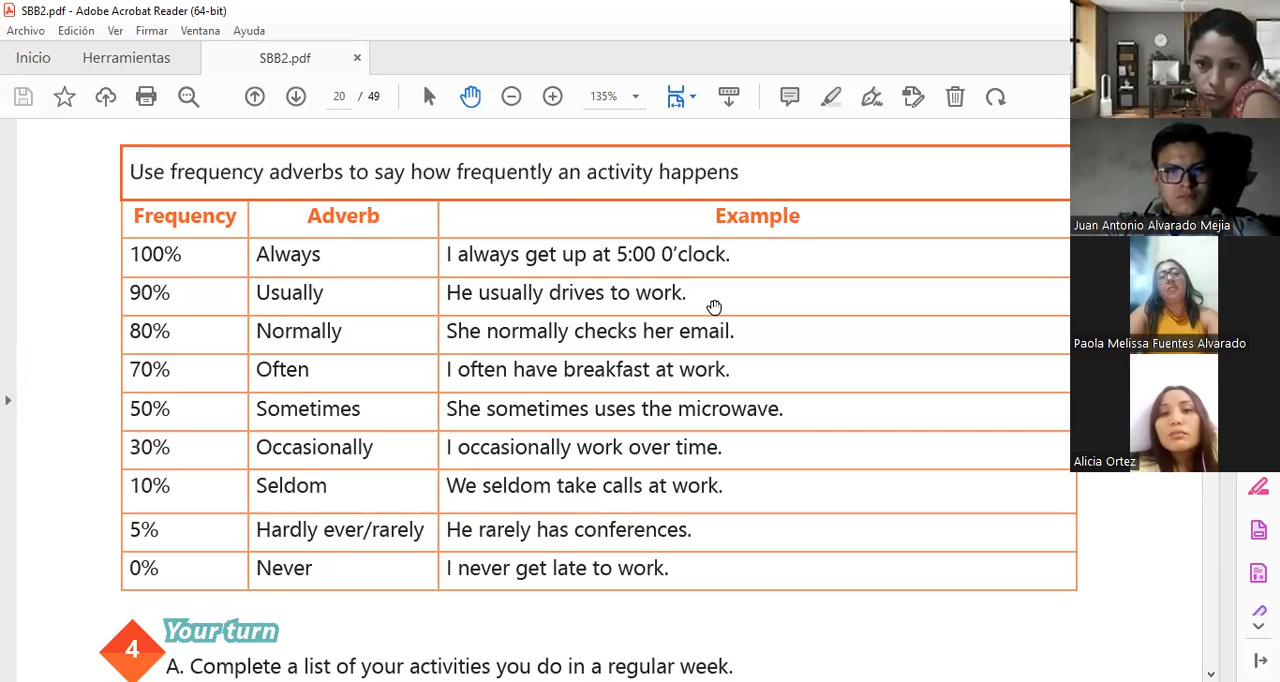 SBB2.pdf - Adobe Acrobat Reader (64-bit)
Archivo Edición Ver Firmar Ventana Ayuda
Inicio Herramientas SBB2.pdf ×
20 / 49 135%
Use frequency adverbs to say how frequently an activity happens
Frequency Adverb Example
100% Always I always get up at 5:00 0’clock.
90% Usually He usually drives to work.
80% Normally She normally checks her email.
70% Often I often have breakfast at work.
50% Sometimes She sometimes uses the microwave.
30% Occasionally I occasionally work over time.
10% Seldom We seldom take calls at work.
5% Hardly ever/rarely He rarely has conferences.
0% Never I never get late to work.
4 Your turn
A. Complete a list of your activities you do in a regular week.
Juan Antonio Alvarado Mejia
Paola Melissa Fuentes Alvarado
Alicia Ortez